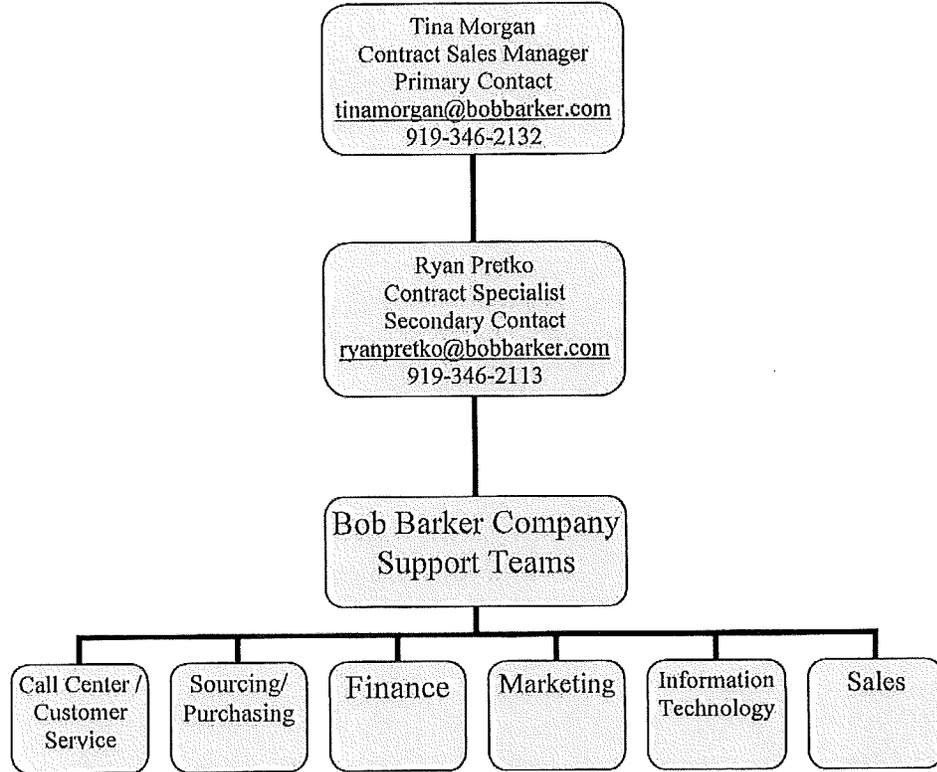 Tina Morgan
Contract Sales Manager
Primary Contact
tinamorgan@bobbarker.com
919-346-2132
Ryan Pretko
Contract Specialist
Secondary Contact
ryanpretko@bobbarker.com
919-346-2113
Bob Barker Company
Support Teams
Call Center /
Customer
Service
Sourcing/
Purchasing
Finance
Marketing
Information
Technology
Sales